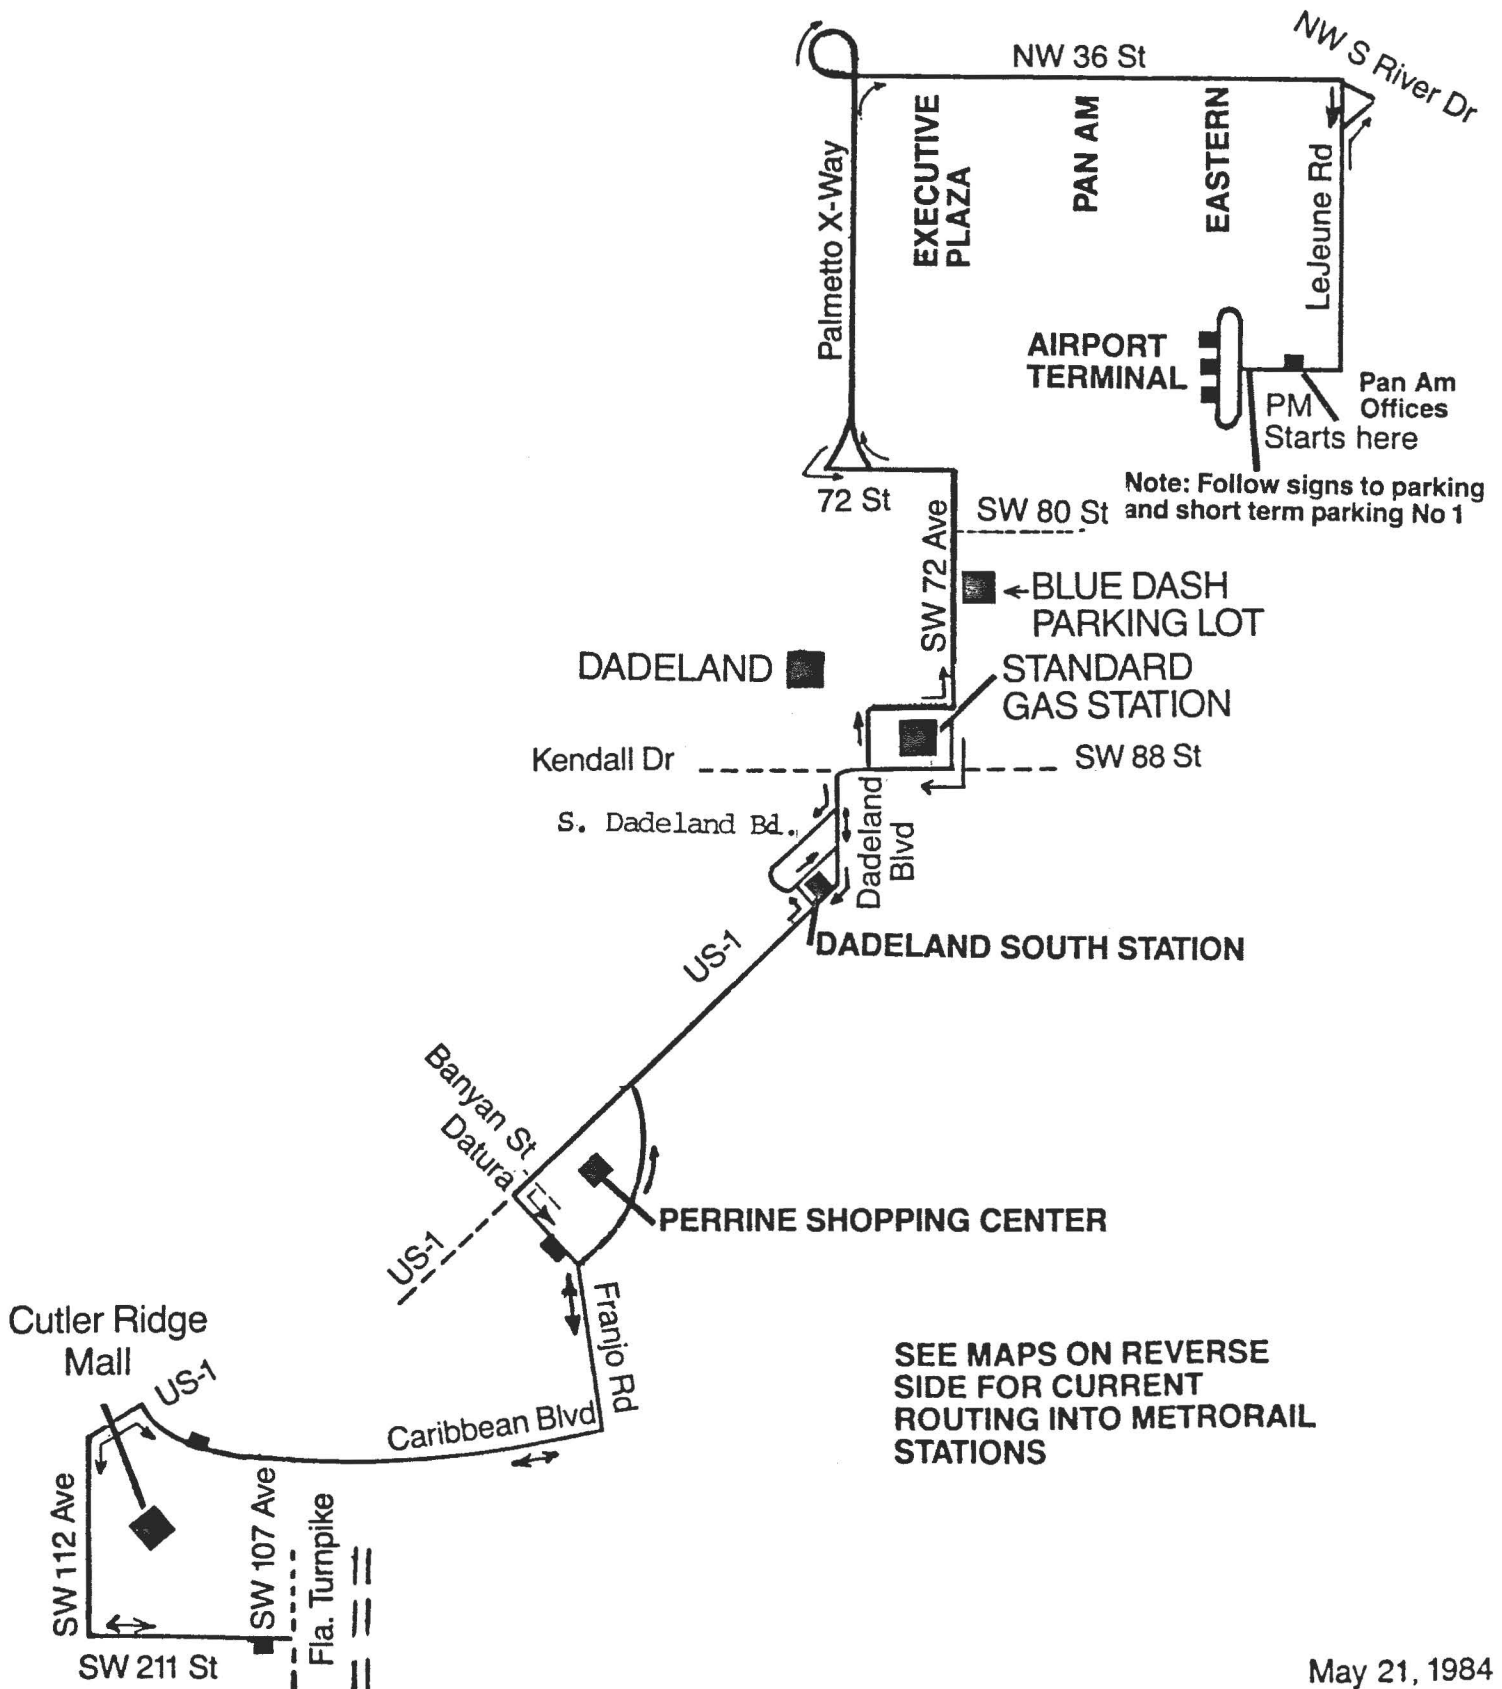 NW 36 St
NW S River Dr
Palmetto X-Way
EXECUTIVE
PLAZA
PAN AM
EASTERN
LeJeune Rd
AIRPORT
TERMINAL
Pan Am
Offices
PM
Starts here
Note: Follow signs to parking
and short term parking No 1
72 St
SW 72 Ave
SW 80 St
BLUE DASH
PARKING LOT
DADELAND
STANDARD
GAS STATION
Kendall Dr
SW 88 St
S. Dadeland Bd.
Dadeland
Blvd
DADELAND SOUTH STATION
US-1
Banyan St
Datura
PERRINE SHOPPING CENTER
US-1
Franjo Rd
Cutler Ridge
Mall
US-1
Caribbean Blvd
SEE MAPS ON REVERSE
SIDE FOR CURRENT
ROUTING INTO METRORAIL
STATIONS
SW 112 Ave
SW 107 Ave
Fla. Turnpike
SW 211 St
May 21, 1984